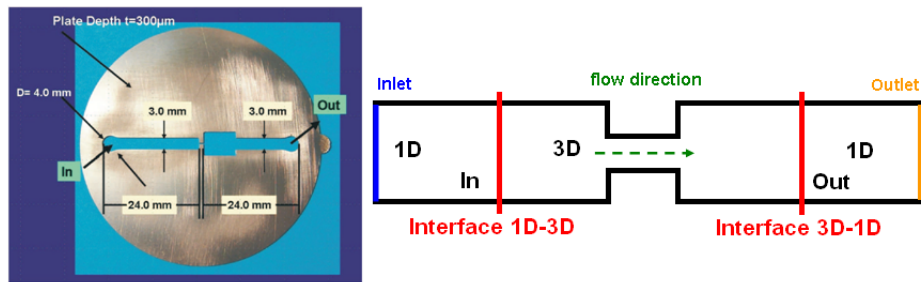 Plate Depth t=300µm
D= 4.0 mm
3.0 mm
3.0 mm
Out
In
24.0 mm
24.0 mm
Inlet
flow direction
Outlet
1D
3D
1D
In
Out
Interface 1D-3D
Interface 3D-1D